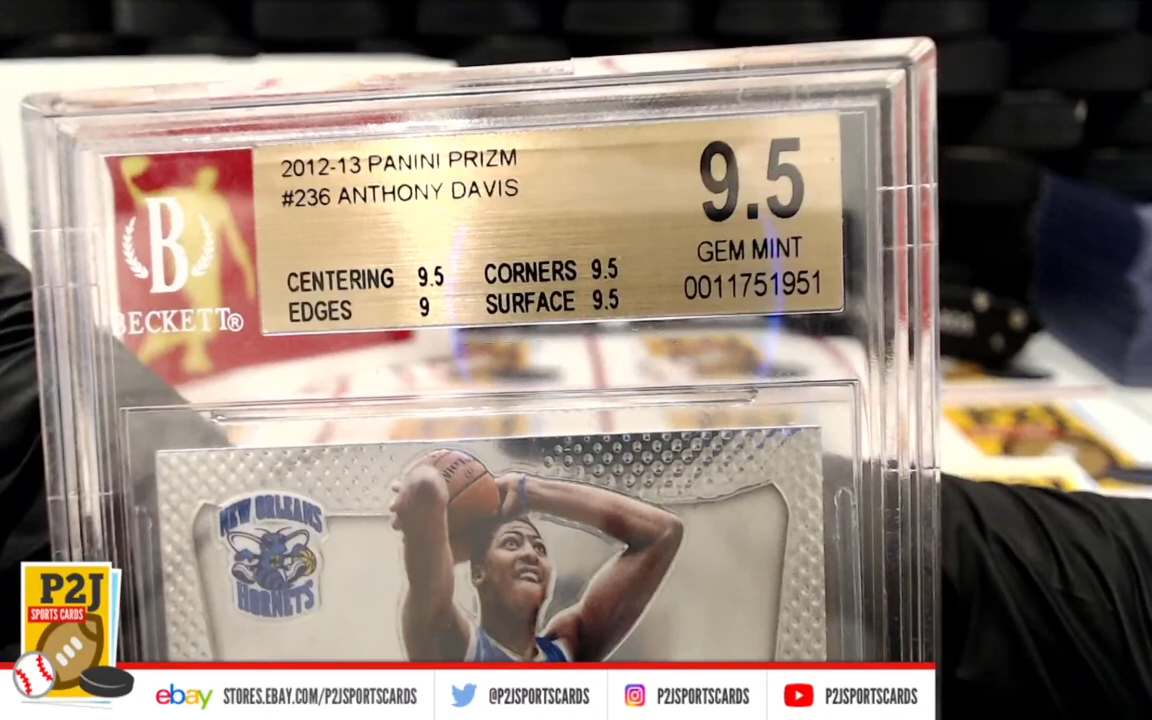 2012-13 PANINI PRIZM
#236 ANTHONY DAVIS
9.5
GEM MINT
0011751951
CENTERING 9.5 CORNERS 9.5
EDGES 9 SURFACE 9.5
B
BECKETT®
NEW ORLEANS
HORNETS
P2J
SPORTS CARDS
ebay STORES.EBAY.COM/P2JSPORTSCARDS
@P2JSPORTSCARDS
P2JSPORTSCARDS
P2JSPORTSCARDS